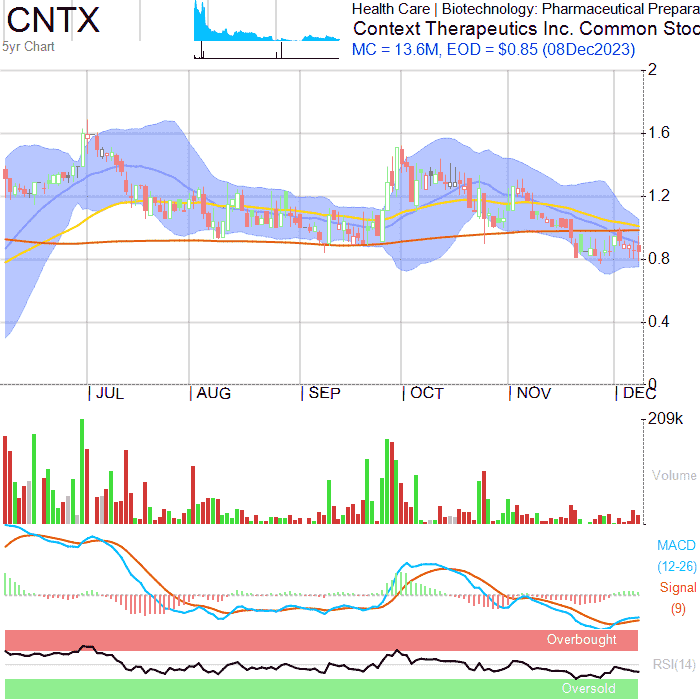 CNTX
5yr Chart
Health Care | Biotechnology: Pharmaceutical Prepara
Context Therapeutics Inc. Common Stoc
MC = 13.6M, EOD = $0.85 (08Dec2023)
2
1.6
1.2
0.8
0.4
0
JUL AUG SEP OCT NOV DEC
209k
Volume
MACD
(12-26)
Signal
(9)
Overbought
RSI(14)
Oversold